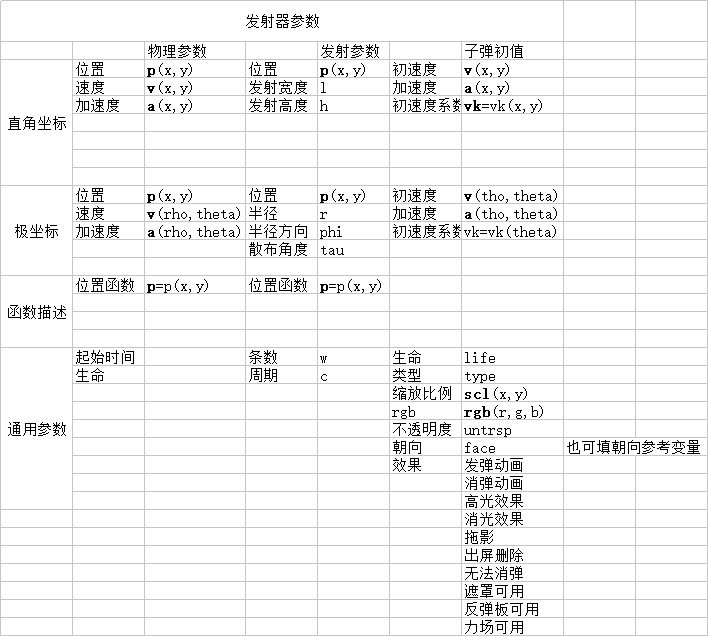 发射器参数
物理参数 发射参数 子弹初值
直角坐标
位置 p(x,y) 位置 p(x,y) 初速度 v(x,y)
速度 v(x,y) 发射宽度 l 加速度 a(x,y)
加速度 a(x,y) 发射高度 h 初速度系数 vk=vk(x,y)
极坐标
位置 p(x,y) 位置 p(x,y) 初速度 v(tho,theta)
速度 v(rho,theta) 半径 r 加速度 a(tho,theta)
加速度 a(rho,theta) 半径方向 phi 初速度系数 vk=vk(theta)
散布角度 tau
函数描述
位置函数 p=p(x,y) 位置函数 p=p(x,y)
通用参数
起始时间 条数 w 生命 life
生命 周期 c 类型 type
缩放比例 scl(x,y)
rgb rgb(r,g,b)
不透明度 untrsp
朝向 face 也可填朝向参考变量
效果 发弹动画
消弹动画
高光效果
消光效果
拖影
出屏删除
无法消弹
遮罩可用
反弹板可用
力场可用